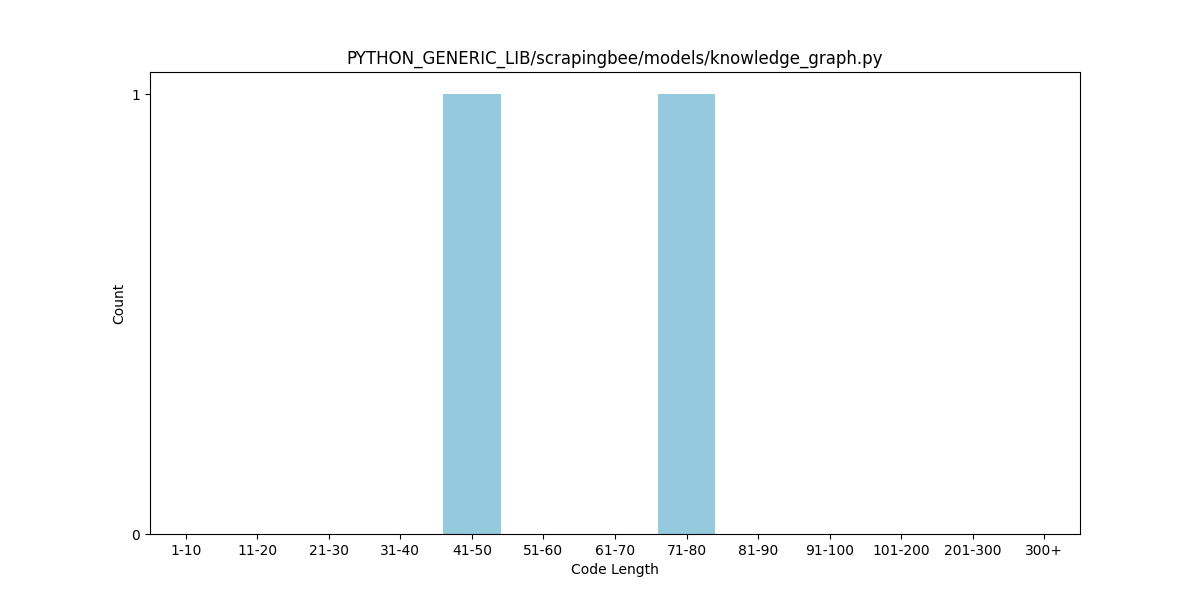 PYTHON_GENERIC_LIB/scrapingbee/models/knowledge_graph.py
1
Count
0
1-10 11-20 21-30 31-40 41-50 51-60 61-70 71-80 81-90 91-100 101-200 201-300 300+
Code Length